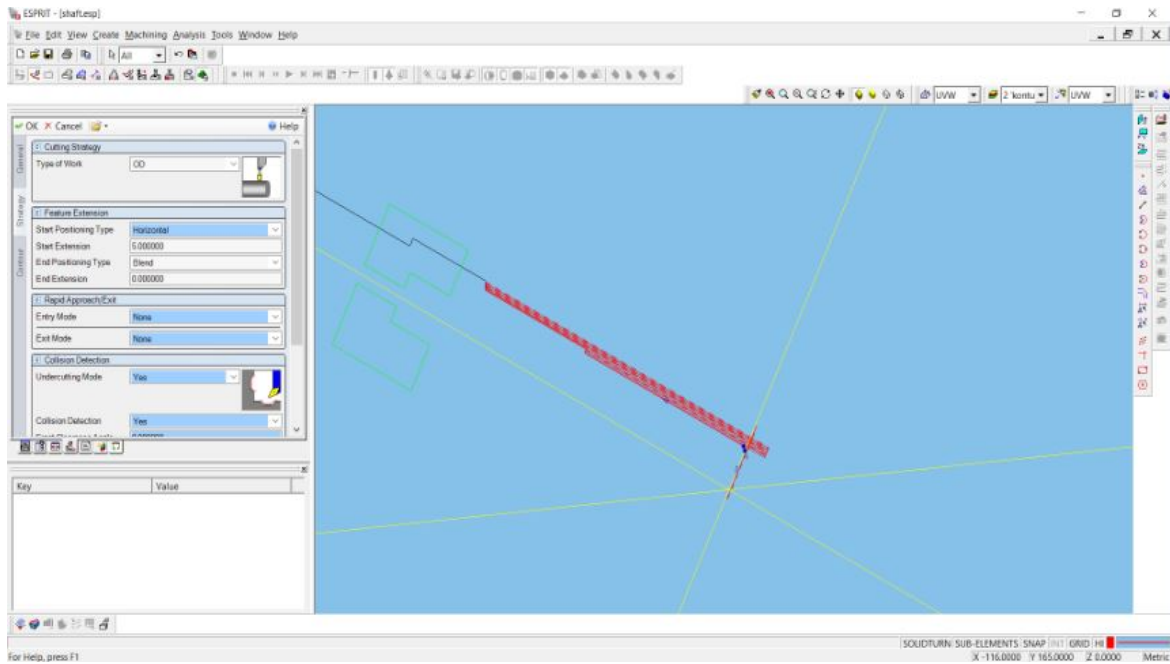 ESPRIT - [shaft.esp]
File Edit View Create Machining Analysis Tools Window Help
All
UVW 2 'kontu UVW
OK Cancel Help
General
Strategy
Contour
Cutting Strategy
Type of Work OD
Feature Extension
Start Positioning Type Horizontal
Start Extension 5.000000
End Positioning Type Blend
End Extension 0.000000
Rapid Approach/Exit
Entry Mode None
Exit Mode None
Collision Detection
Undercutting Mode Yes
Collision Detection Yes
Key Value
SOLIDTURN SUB-ELEMENTS SNAP INT GRID HI
For Help, press F1 X -116.0000 Y 165.0000 Z 0.0000 Metric